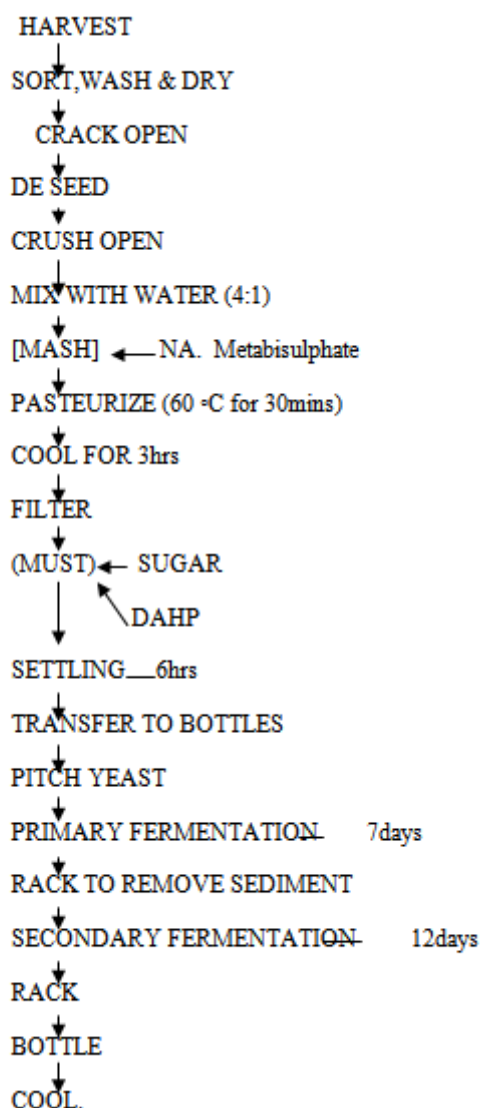 HARVEST
SORT,WASH & DRY
CRACK OPEN
DE SEED
CRUSH OPEN
MIX WITH WATER (4:1)
[MASH] NA. Metabisulphate
PASTEURIZE (60 °C for 30mins)
COOL FOR 3hrs
FILTER
(MUST) SUGAR
DAHP
SETTLING 6hrs
TRANSFER TO BOTTLES
PITCH YEAST
PRIMARY FERMENTATION 7days
RACK TO REMOVE SEDIMENT
SECONDARY FERMENTATION 12days
RACK
BOTTLE
COOL.